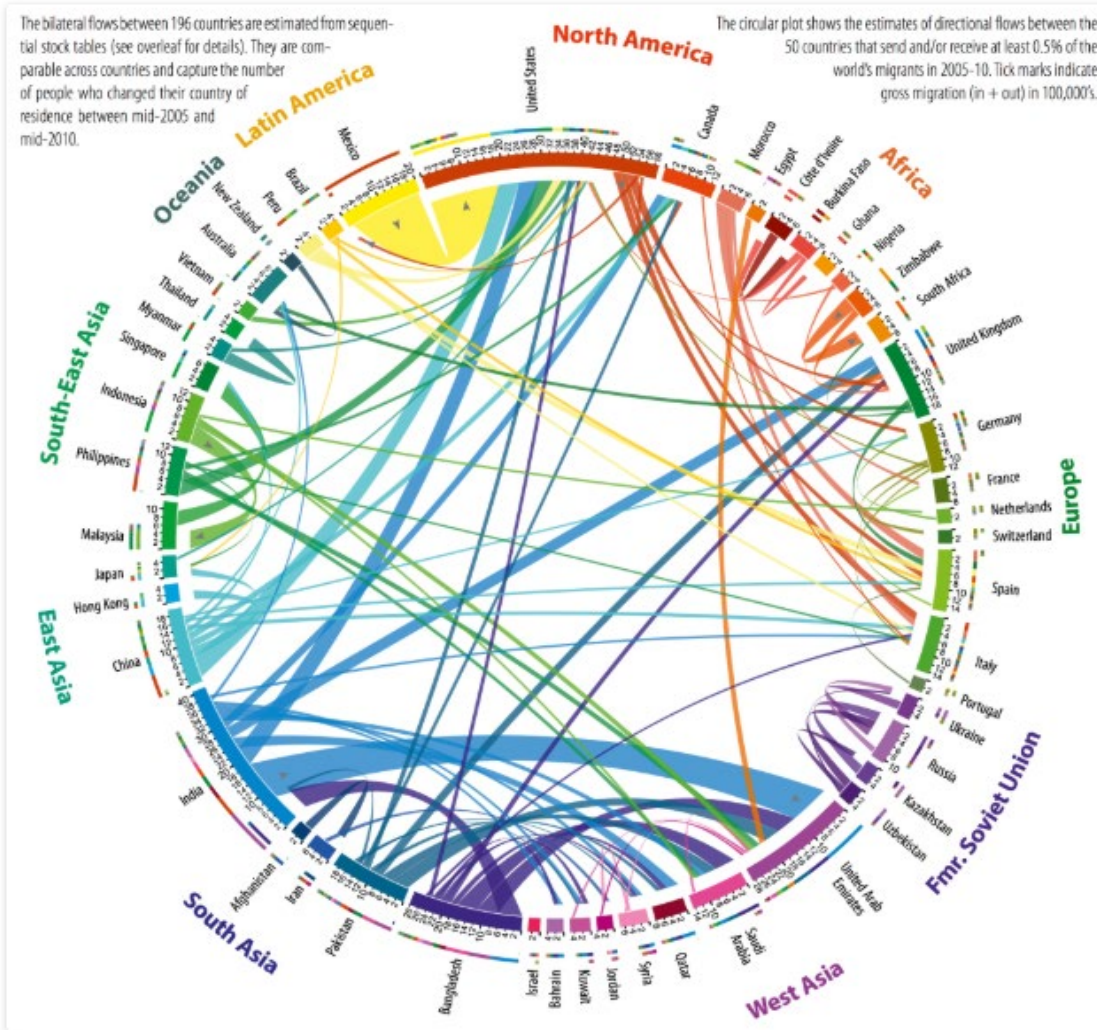 The bilateral flows between 196 countries are estimated from sequen-
tial stock tables (see overleaf for details). They are com-
parable across countries and capture the number
of people who changed their country of
residence between mid-2005 and
mid-2010.
The circular plot shows the estimates of directional flows between the
50 countries that send and/or receive at least 0.5% of the
world's migrants in 2005-10. Tick marks indicate
gross migration (in + out) in 100,000's.
North America
United States
Canada
Africa
Morocco
Egypt
Côte d'Ivoire
Burkina Faso
Ghana
Nigeria
Zimbabwe
South Africa
Europe
United Kingdom
Germany
France
Netherlands
Switzerland
Spain
Italy
Portugal
Fmr. Soviet Union
Ukraine
Russia
Kazakhstan
Uzbekistan
West Asia
United Arab
Emirates
Saudi
Arabia
Qatar
Syria
Jordan
Kuwait
Bahrain
Israel
South Asia
Bangladesh
Pakistan
Iran
Afghanistan
India
East Asia
China
Hong Kong
Japan
South-East Asia
Malaysia
Philippines
Indonesia
Singapore
Myanmar
Thailand
Vietnam
Oceania
Australia
New Zealand
Latin America
Peru
Brazil
Mexico